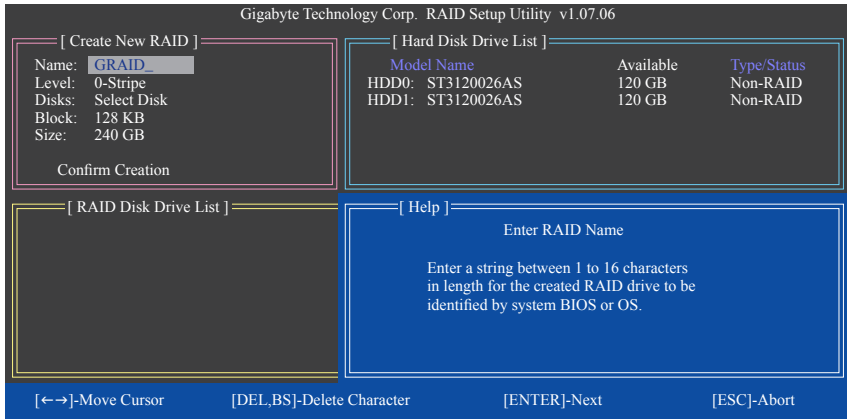 Gigabyte Technology Corp. RAID Setup Utility v1.07.06
[ Create New RAID ]
Name: GRAID_
Level: 0-Stripe
Disks: Select Disk
Block: 128 KB
Size: 240 GB
Confirm Creation
[ Hard Disk Drive List ]
Model Name Available Type/Status
HDD0: ST3120026AS 120 GB Non-RAID
HDD1: ST3120026AS 120 GB Non-RAID
[ RAID Disk Drive List ]
[ Help ]
Enter RAID Name
Enter a string between 1 to 16 characters
in length for the created RAID drive to be
identified by system BIOS or OS.
[←→]-Move Cursor [DEL,BS]-Delete Character [ENTER]-Next [ESC]-Abort